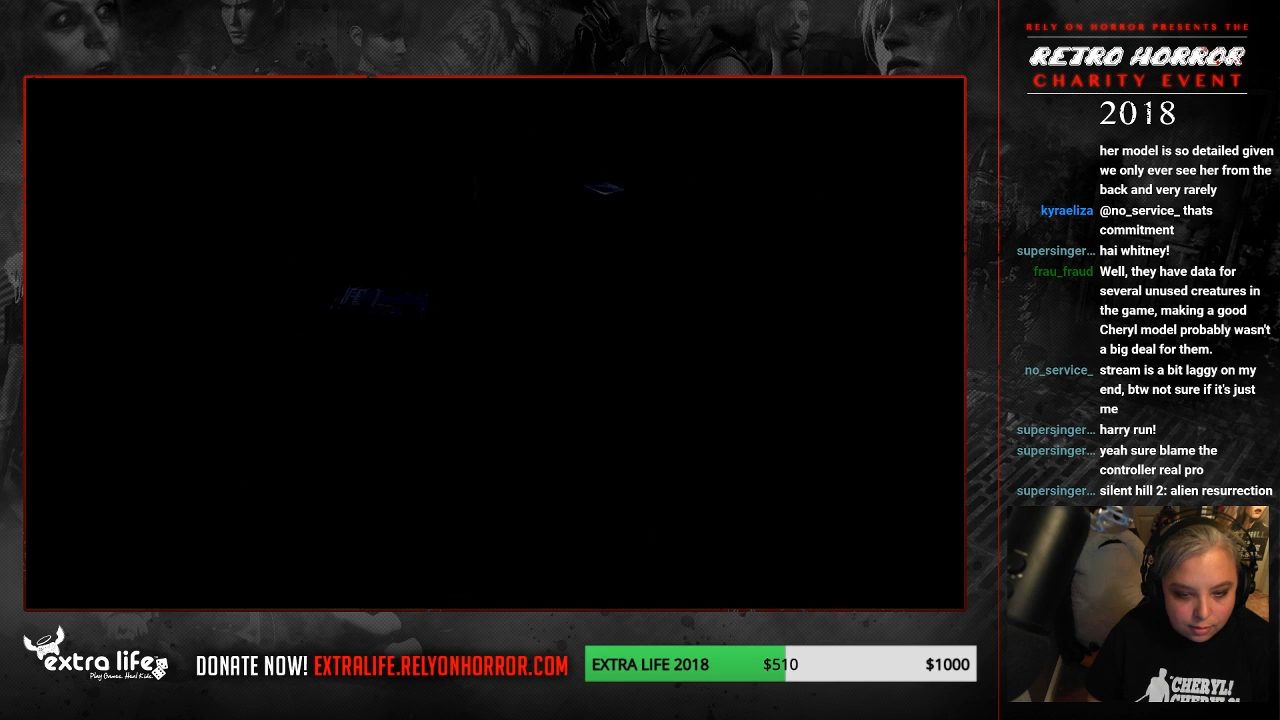 RELY ON HORROR PRESENTS THE
RETRO HORROR
CHARITY EVENT
2018
her model is so detailed given
we only ever see her from the
back and very rarely
kyraeliza @no_service_ thats
commitment
supersinger... hai whitney!
frau_fraud Well, they have data for
several unused creatures in
the game, making a good
Cheryl model probably wasn't
a big deal for them.
no_service_ stream is a bit laggy on my
end, btw not sure if it's just
me
supersinger... harry run!
supersinger... yeah sure blame the
controller real pro
supersinger... silent hill 2: alien resurrection
"CHERYL!
extra life
Play Games. Heal Kids.
DONATE NOW! EXTRALIFE.RELYONHORROR.COM
EXTRA LIFE 2018 $510 $1000